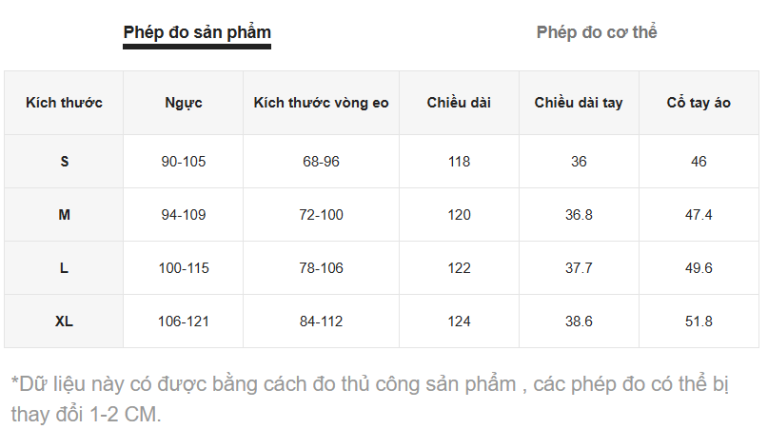 Phép đo sản phẩm Phép đo cơ thể
Kích thước Ngực Kích thước vòng eo Chiều dài Chiều dài tay Cổ tay áo
S 90-105 68-96 118 36 46
M 94-109 72-100 120 36.8 47.4
L 100-115 78-106 122 37.7 49.6
XL 106-121 84-112 124 38.6 51.8
*Dữ liệu này có được bằng cách đo thủ công sản phẩm , các phép đo có thể bị
thay đổi 1-2 CM.